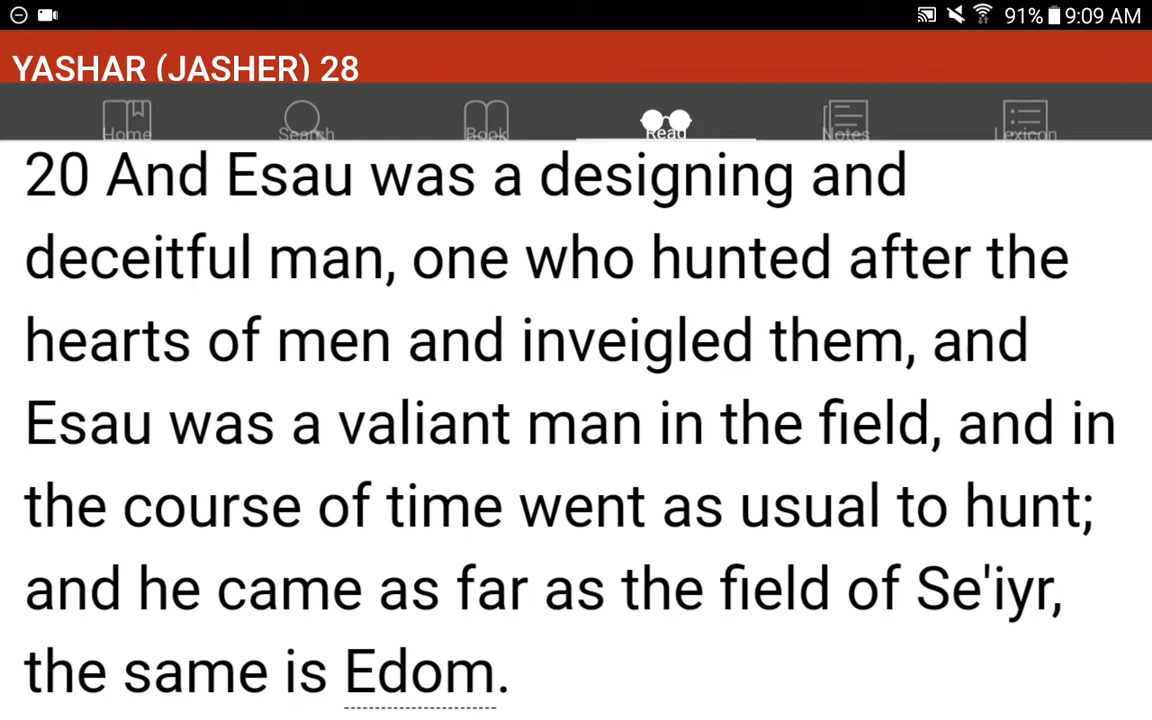 91% 9:09 AM
YASHAR (JASHER) 28
Home Search Book Read Notes Lexicon
20 And Esau was a designing and
deceitful man, one who hunted after the
hearts of men and inveigled them, and
Esau was a valiant man in the field, and in
the course of time went as usual to hunt;
and he came as far as the field of Se'iyr,
the same is Edom.